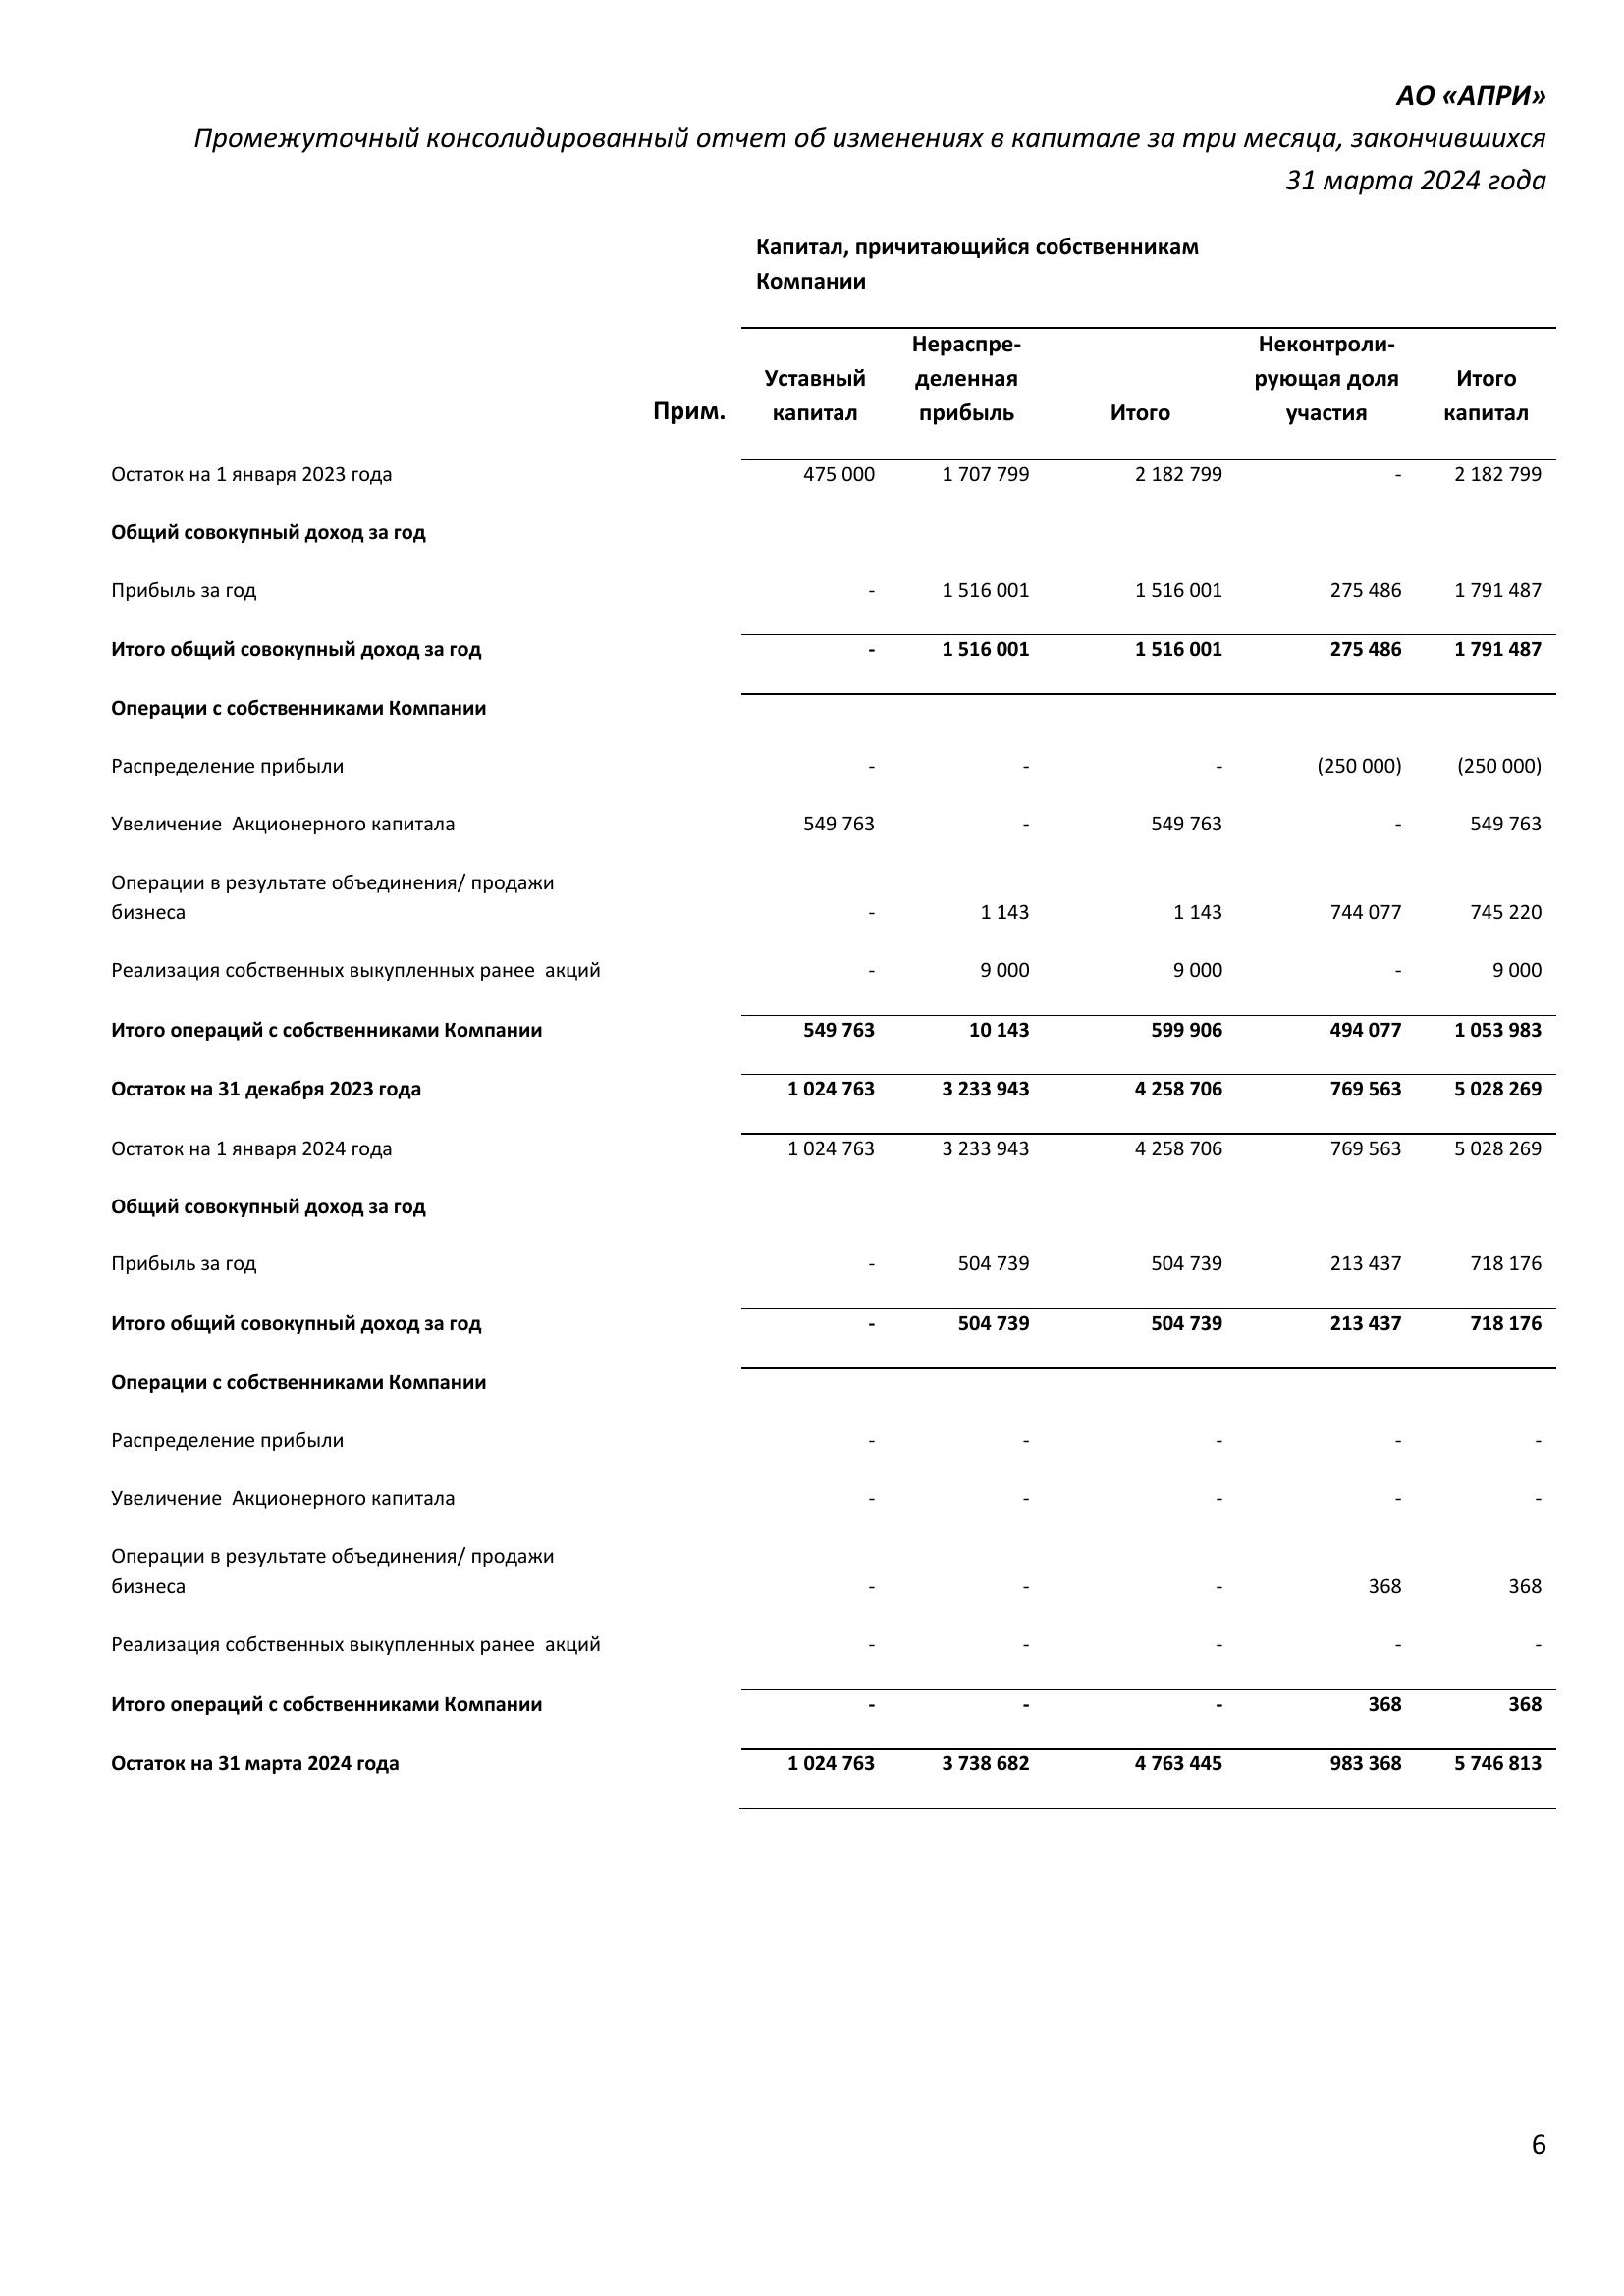 АО «АПРИ»
Промежуточный консолидированный отчет об изменениях в капитале за три месяца, закончившихся
31 марта 2024 года
Капитал, причитающийся собственникам
Компании
Прим. Уставный капитал Нераспре-деленная прибыль Итого Неконтроли-рующая доля участия Итого капитал
Остаток на 1 января 2023 года 475 000 1 707 799 2 182 799 - 2 182 799
Общий совокупный доход за год
Прибыль за год - 1 516 001 1 516 001 275 486 1 791 487
Итого общий совокупный доход за год - 1 516 001 1 516 001 275 486 1 791 487
Операции с собственниками Компании
Распределение прибыли - - - (250 000) (250 000)
Увеличение Акционерного капитала 549 763 - 549 763 - 549 763
Операции в результате объединения/ продажи
бизнеса - 1 143 1 143 744 077 745 220
Реализация собственных выкупленных ранее акций - 9 000 9 000 - 9 000
Итого операций с собственниками Компании 549 763 10 143 599 906 494 077 1 053 983
Остаток на 31 декабря 2023 года 1 024 763 3 233 943 4 258 706 769 563 5 028 269
Остаток на 1 января 2024 года 1 024 763 3 233 943 4 258 706 769 563 5 028 269
Общий совокупный доход за год
Прибыль за год - 504 739 504 739 213 437 718 176
Итого общий совокупный доход за год - 504 739 504 739 213 437 718 176
Операции с собственниками Компании
Распределение прибыли - - - - -
Увеличение Акционерного капитала - - - - -
Операции в результате объединения/ продажи
бизнеса - - - 368 368
Реализация собственных выкупленных ранее акций - - - - -
Итого операций с собственниками Компании - - - 368 368
Остаток на 31 марта 2024 года 1 024 763 3 738 682 4 763 445 983 368 5 746 813
6